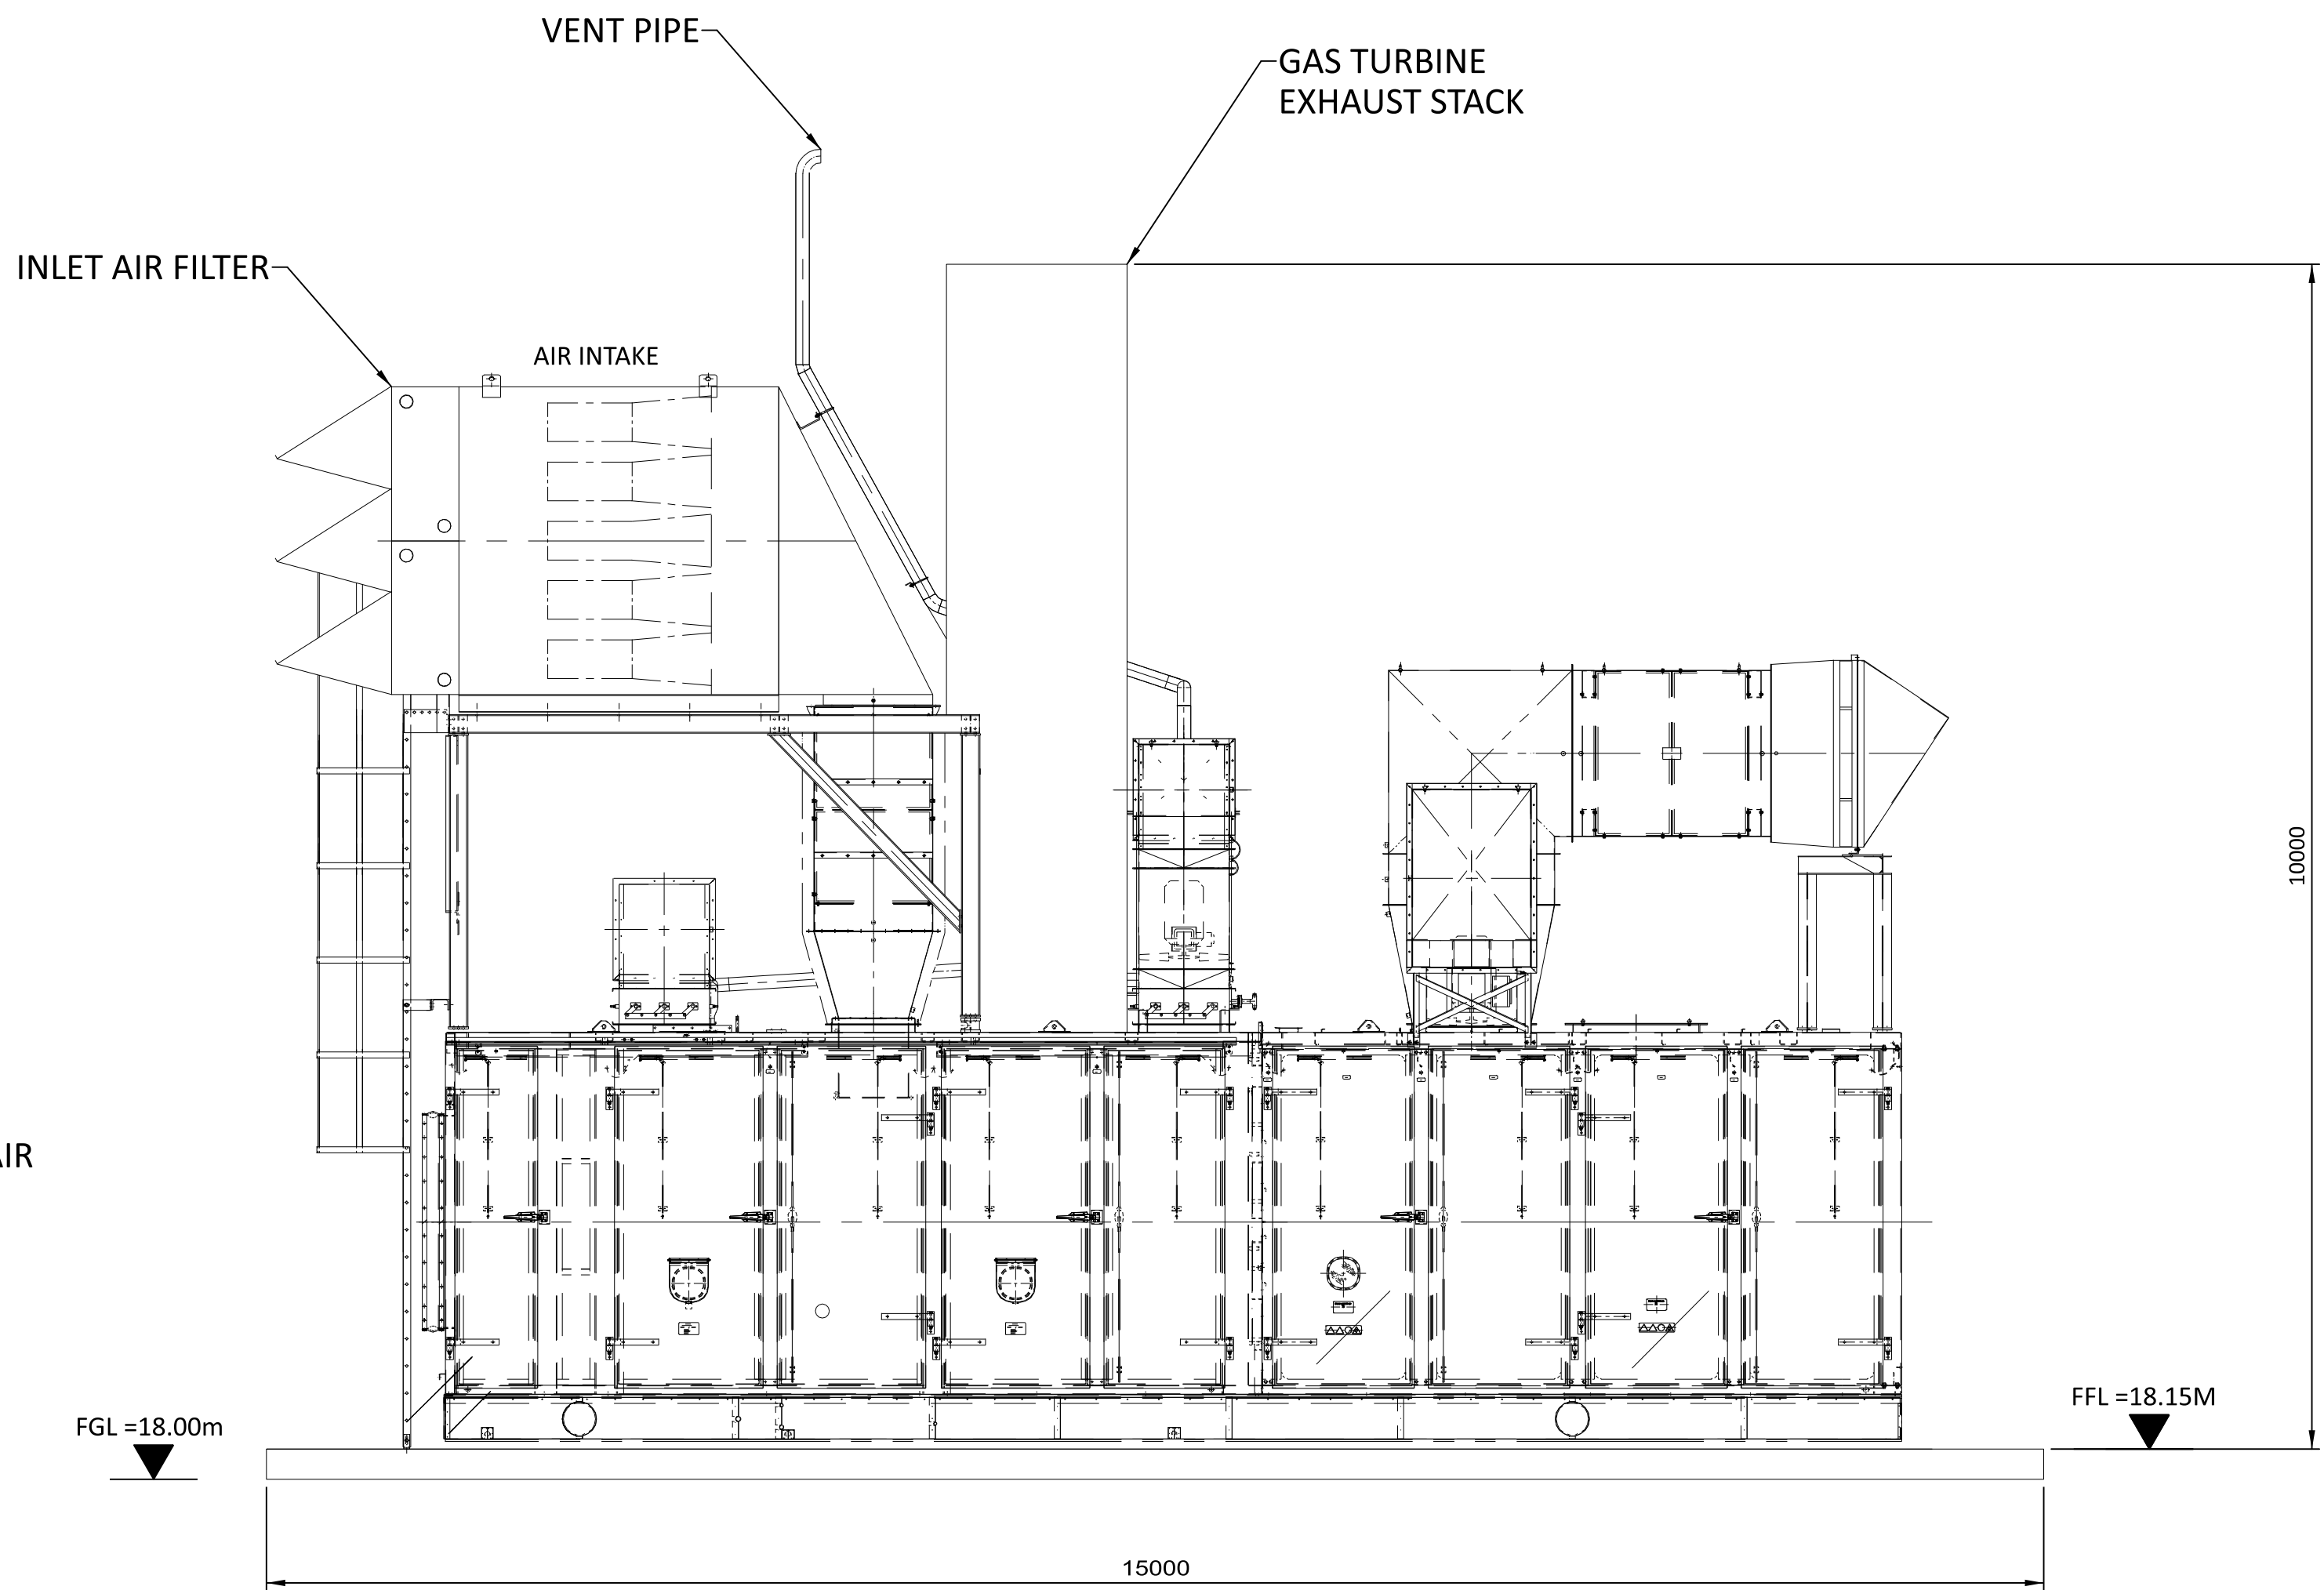 VENT PIPE
GAS TURBINE
EXHAUST STACK
INLET AIR FILTER
AIR INTAKE
10000
AIR
FGL =18.00m
FFL =18.15M
15000